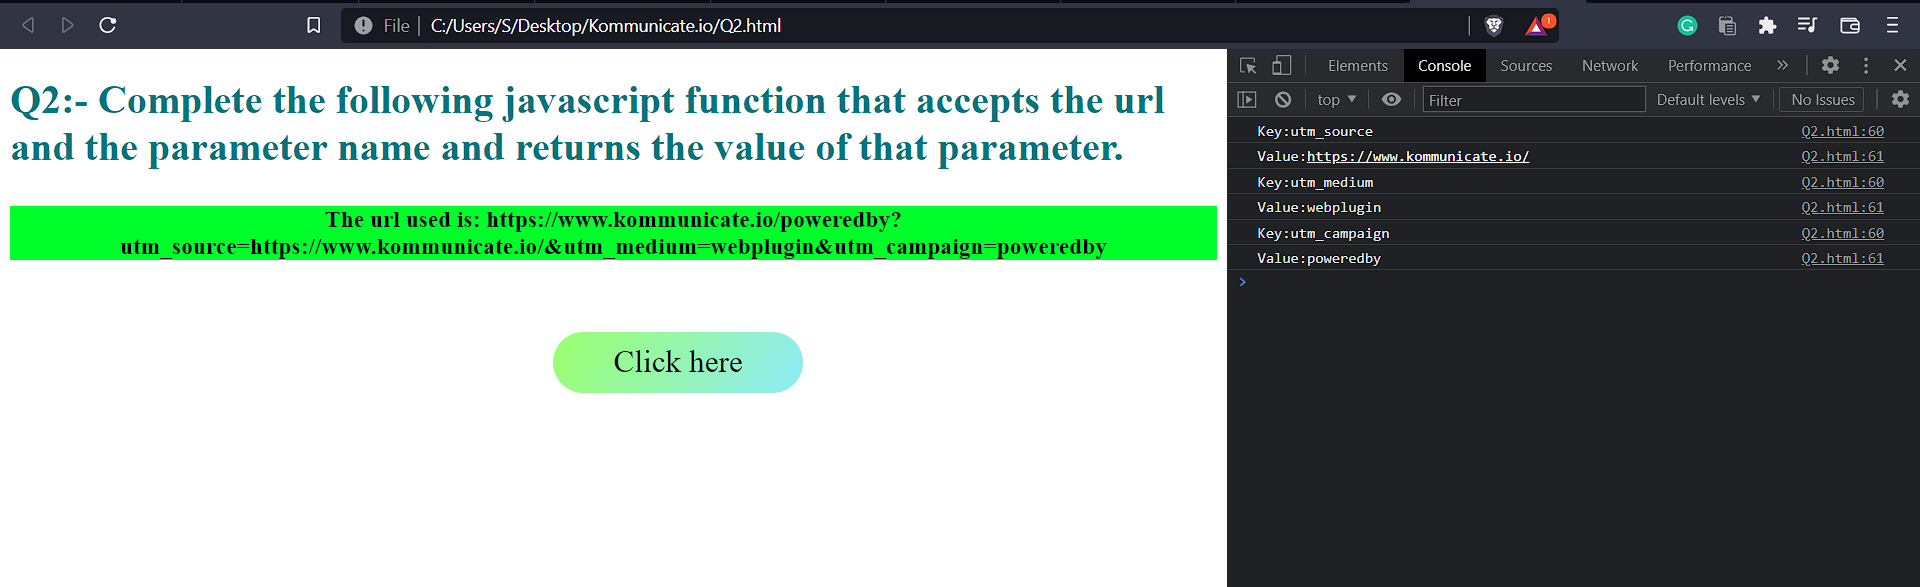 File | C:/Users/S/Desktop/Kommunicate.io/Q2.html
1
Q2:- Complete the following javascript function that accepts the url
and the parameter name and returns the value of that parameter.
The url used is: https://www.kommunicate.io/poweredby?
utm_source=https://www.kommunicate.io/&utm_medium=webplugin&utm_campaign=poweredby
Click here
Elements Console Sources Network Performance »
top ▼ Filter Default levels ▼ No Issues
Key:utm_source Q2.html:60
Value:https://www.kommunicate.io/ Q2.html:61
Key:utm_medium Q2.html:60
Value:webplugin Q2.html:61
Key:utm_campaign Q2.html:60
Value:poweredby Q2.html:61
>